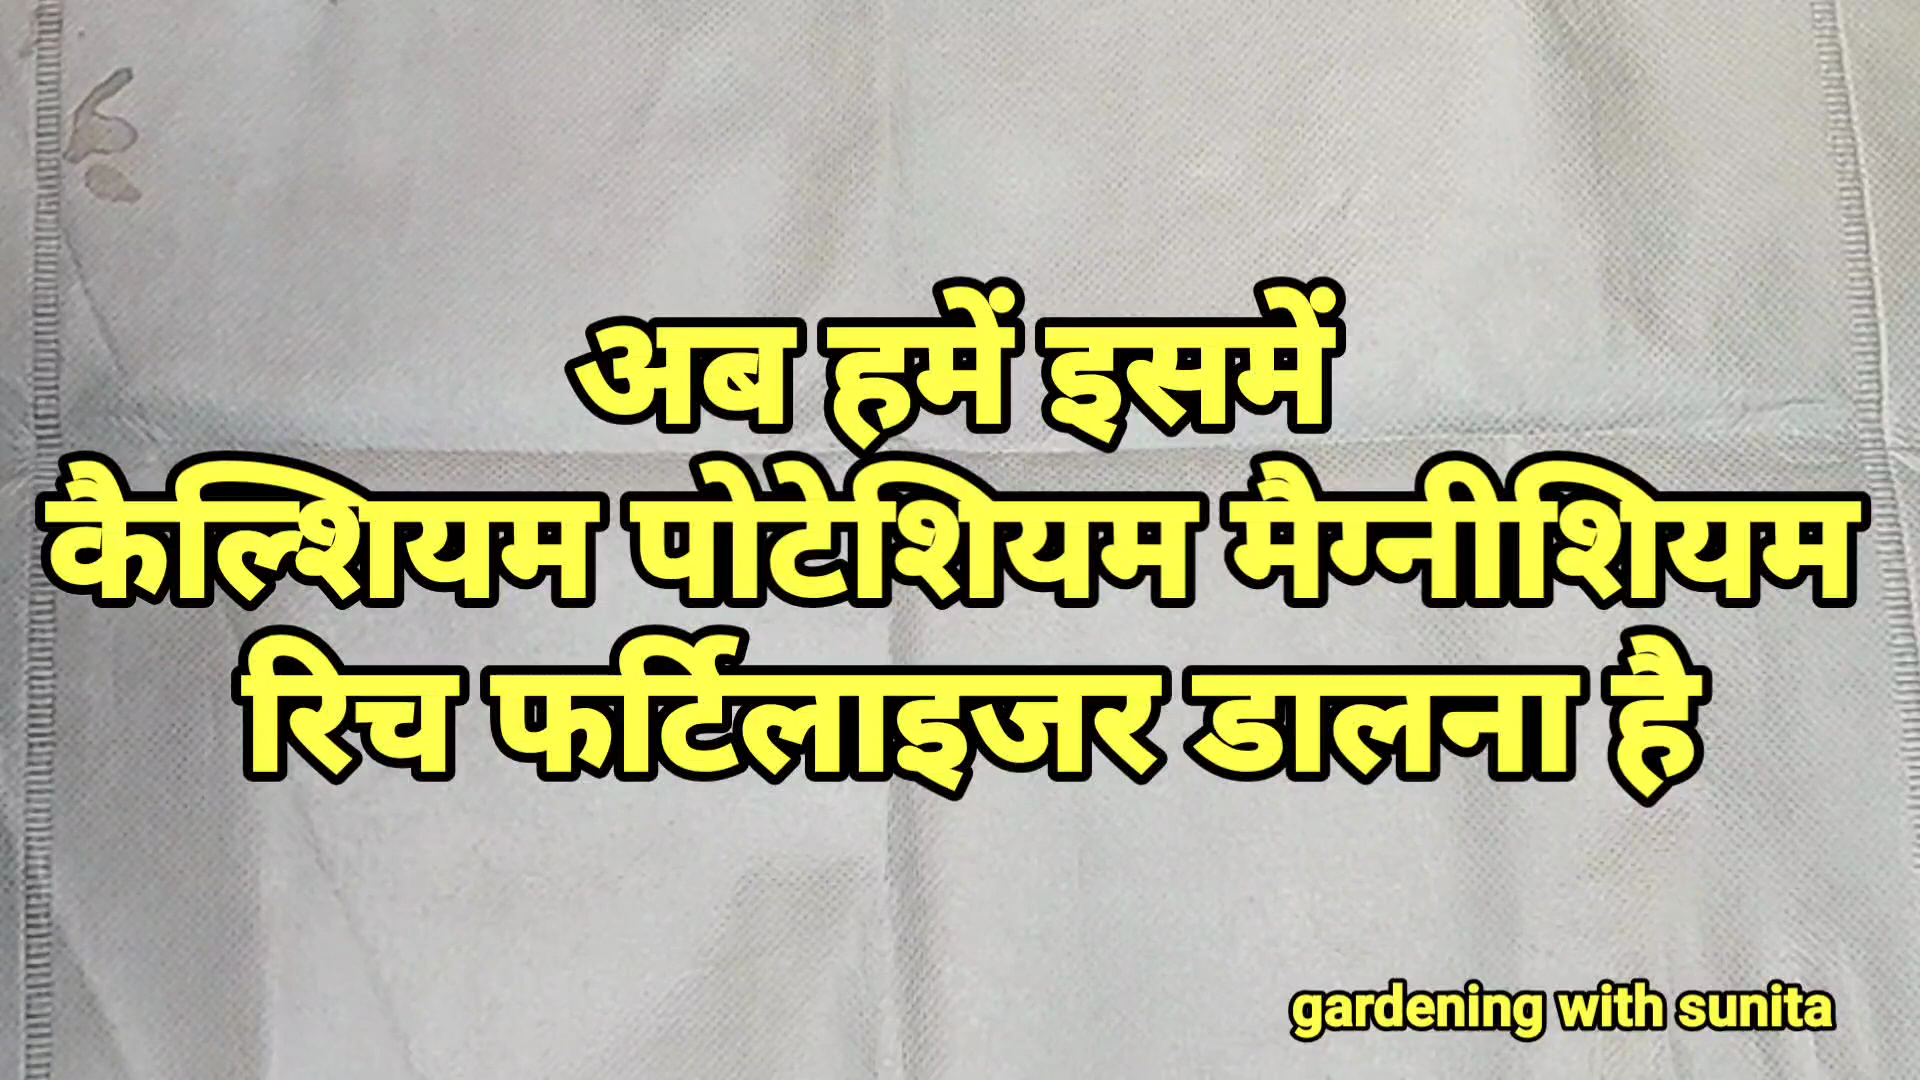 अब हमें इसमें
कैल्शियम पोटेशियम मैग्नीशियम
रिच फर्टिलाइजर डालना है
gardening with sunita